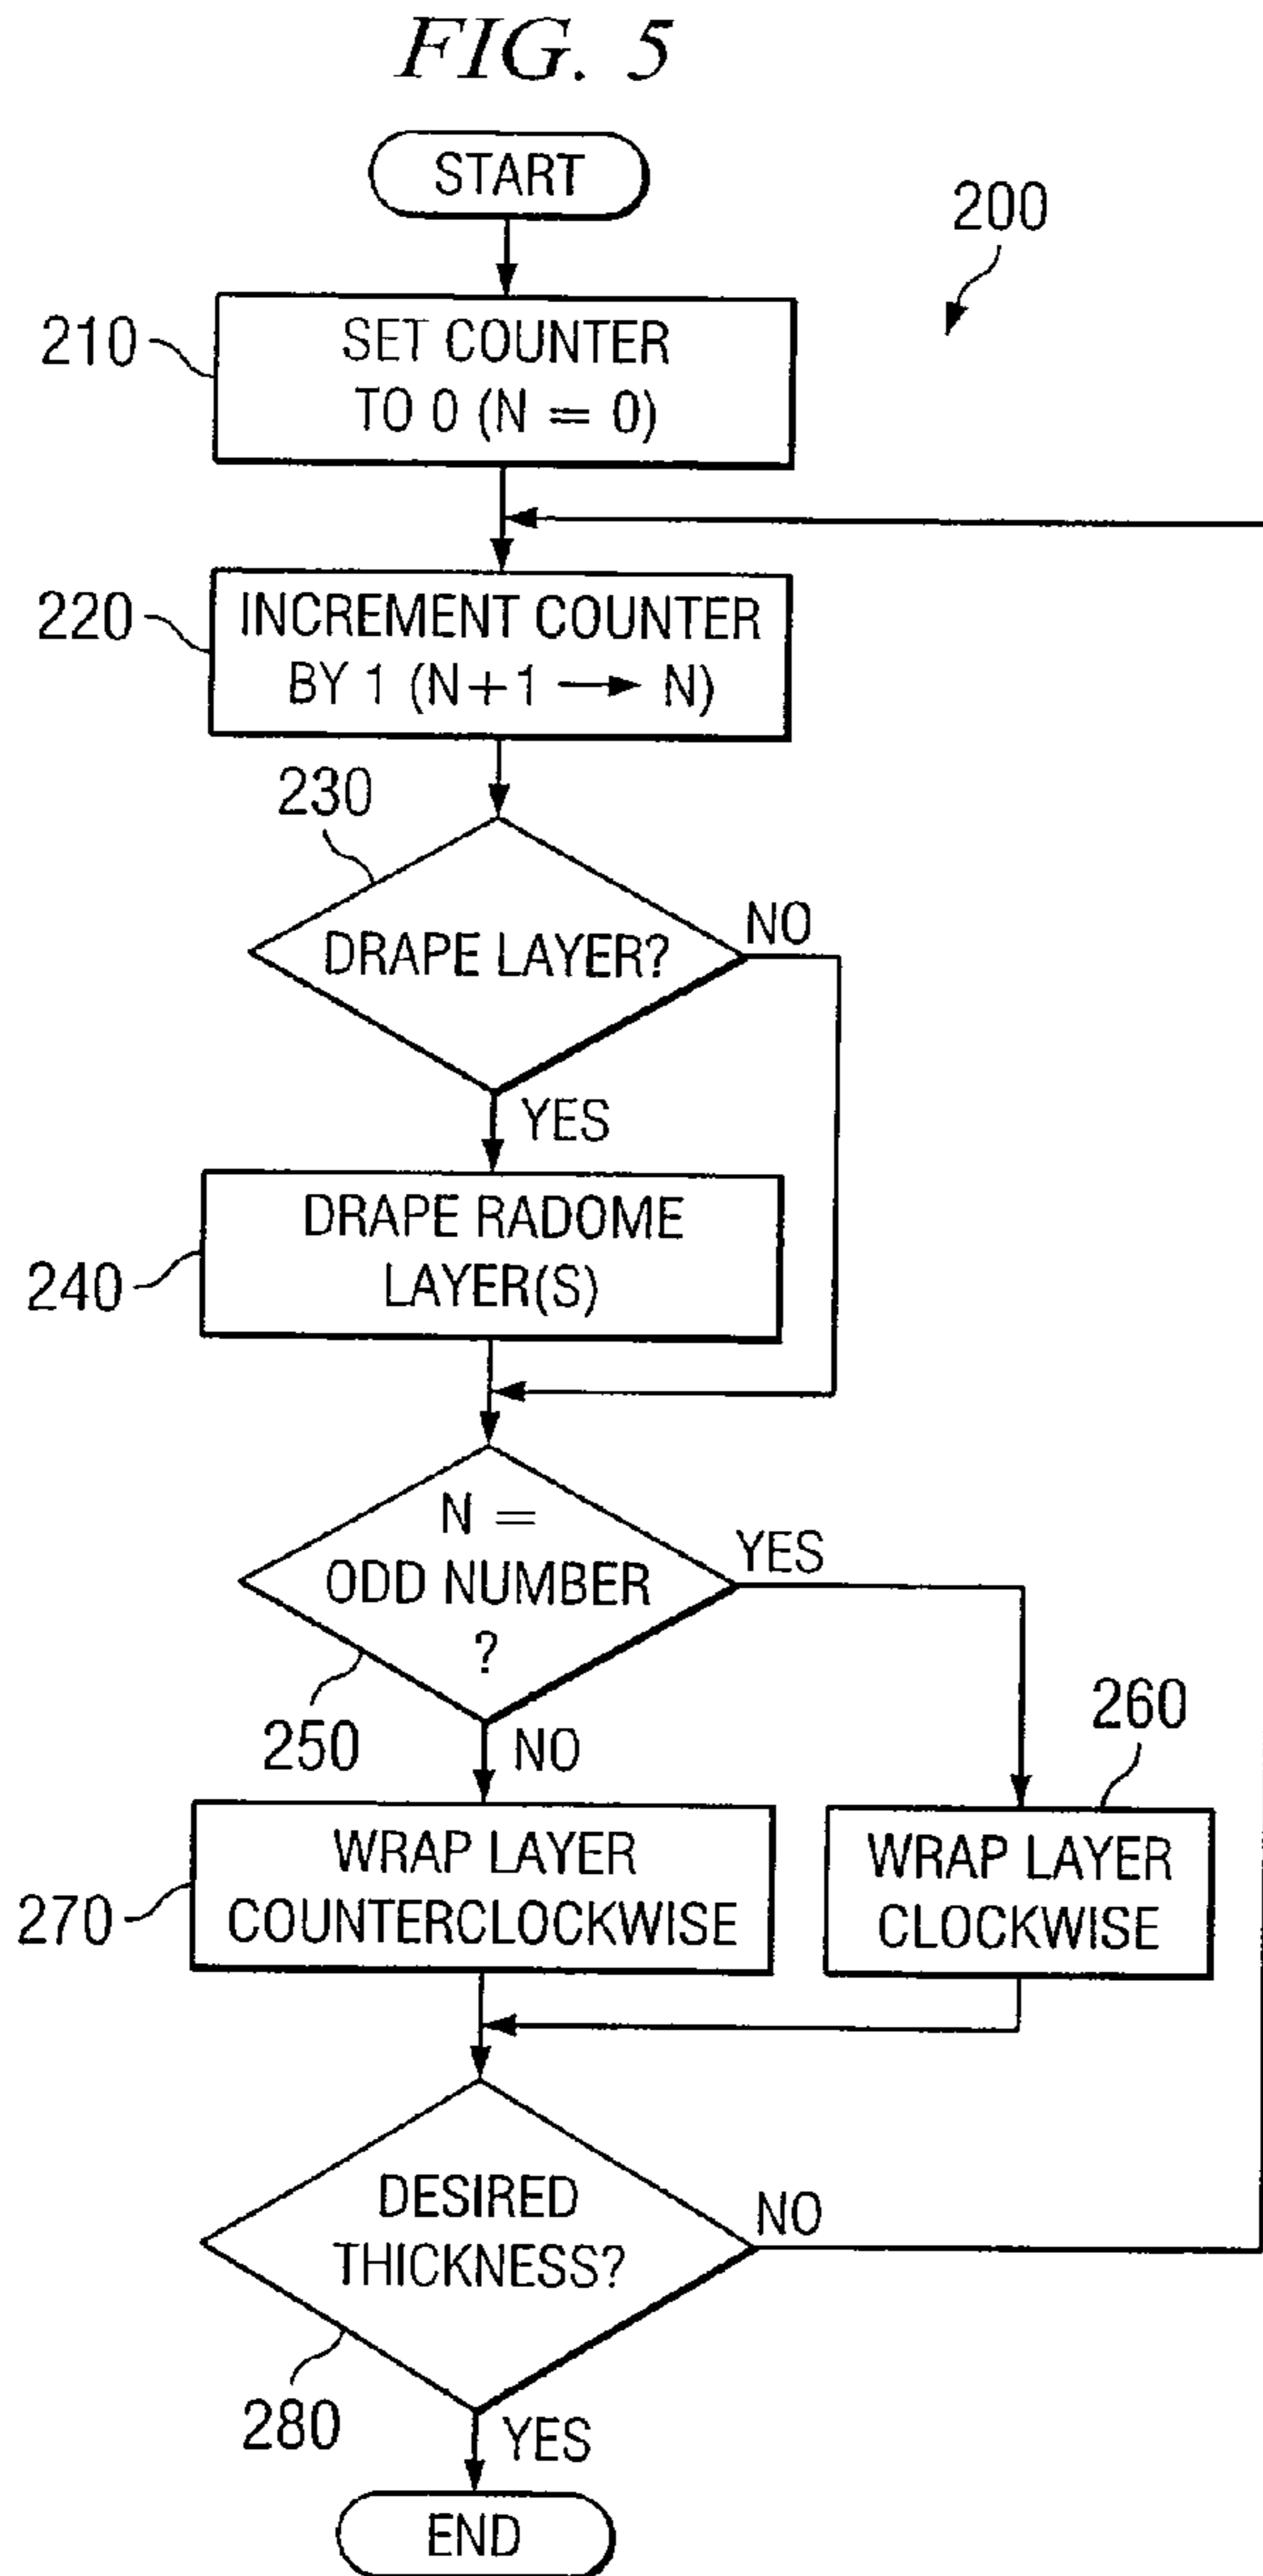 FIG. 5
START
200
210
SET COUNTER
TO 0 (N = 0)
220
INCREMENT COUNTER
BY 1 (N+1 → N)
230
DRAPE LAYER?
NO
YES
240
DRAPE RADOME
LAYER(S)
N =
ODD NUMBER
?
YES
250
NO
260
270
WRAP LAYER
COUNTERCLOCKWISE
WRAP LAYER
CLOCKWISE
DESIRED
THICKNESS?
NO
280
YES
END